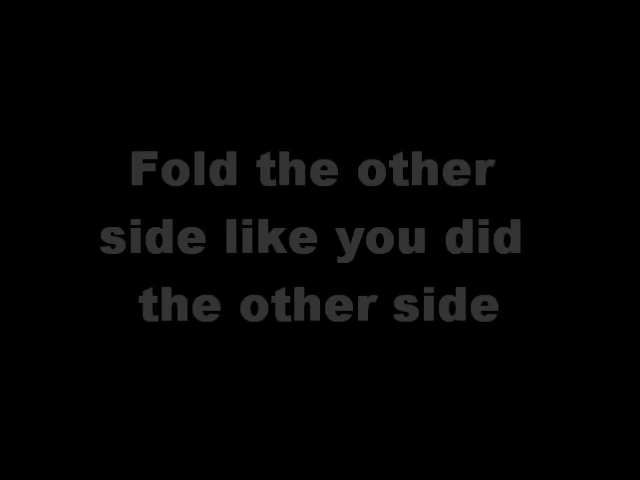 Fold the other
side like you did
the other side